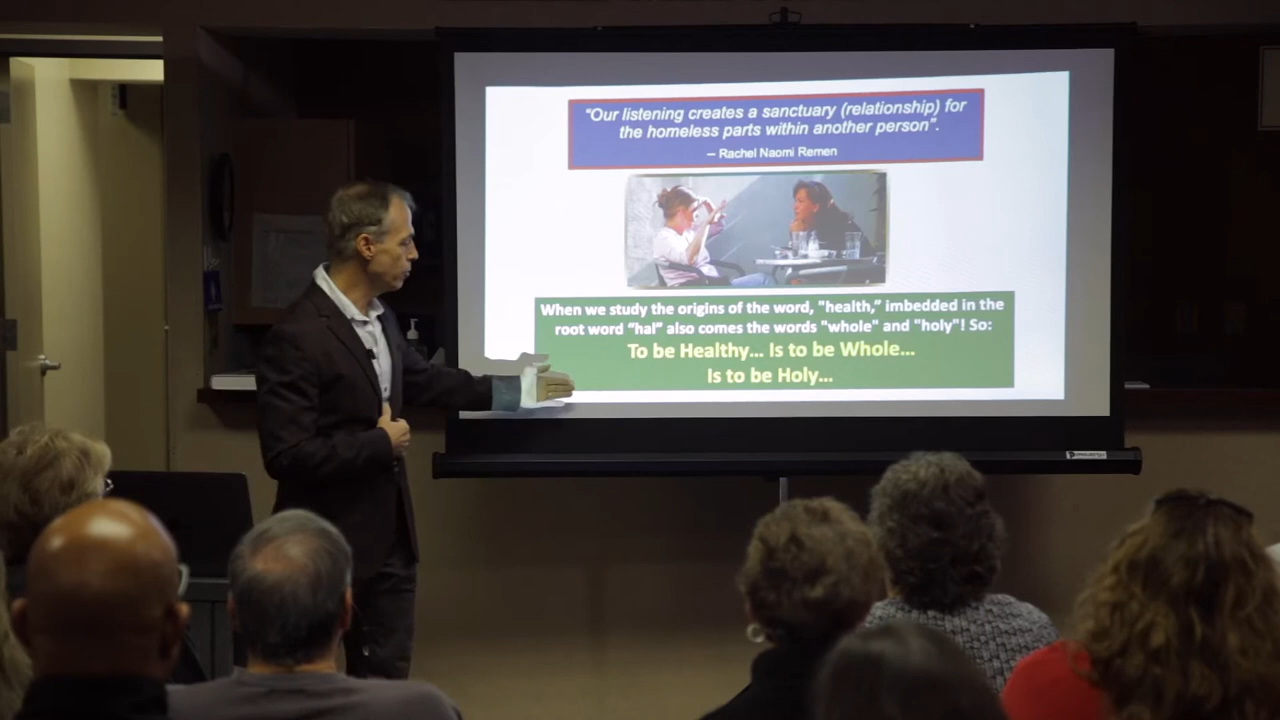 “Our listening creates a sanctuary (relationship) for
the homeless parts within another person”.
– Rachel Naomi Remen
When we study the origins of the word, "health,” imbedded in the
root word “hal” also comes the words "whole" and "holy"! So:
To be Healthy... Is to be Whole...
Is to be Holy...